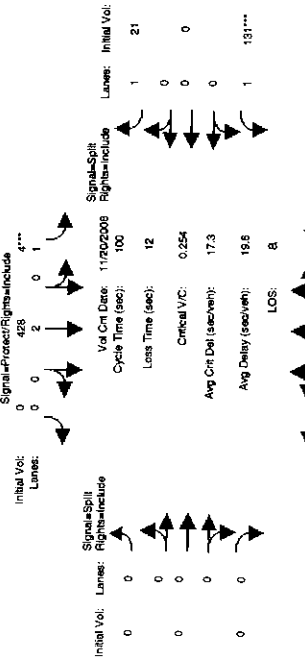 Signal=Protect/Rights=Include
Initial Vol: 0 428 4***
Lanes: 0 0 2 0 1
Signal=Split
Signal=Split
Initial Vol: Lanes: Rights=Include
Vol Cnt Date: 11/20/2008
Rights=Include Lanes: Initial Vol:
Cycle Time (sec): 100
0 0
1 21
0
Loss Time (sec): 12
0
0 0
Critical V/C: 0.254
0 0
0
Avg Crit Del (sec/veh): 17.3
0
0 0
Avg Delay (sec/veh): 19.8
1 131***
LOS: B